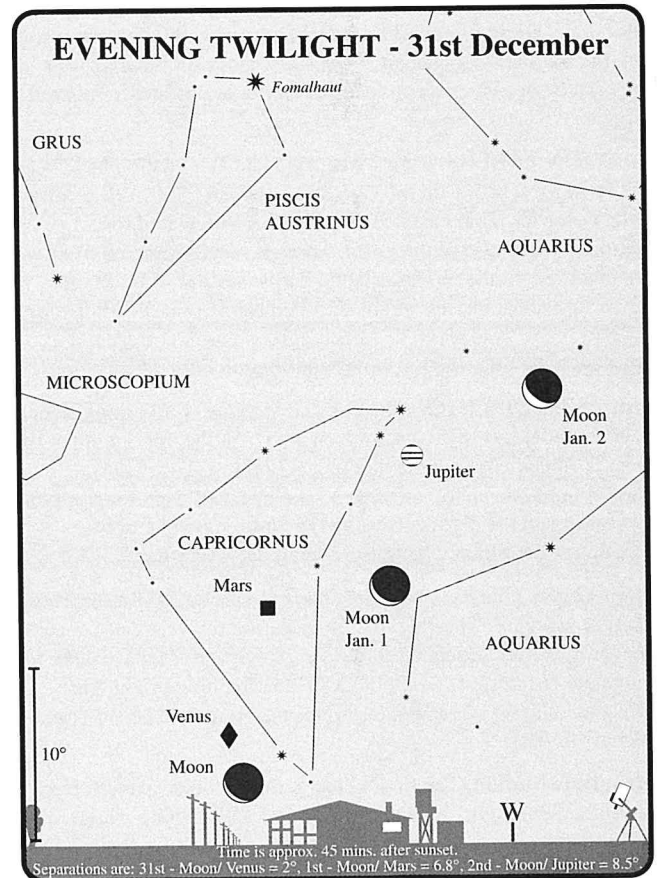 EVENING TWILIGHT - 31st December
Fomalhaut
GRUS
PISCIS
AUSTRINUS
AQUARIUS
MICROSCOPIUM
Moon
Jan. 2
Jupiter
CAPRICORNUS
Mars
Moon
Jan. 1
AQUARIUS
Venus
10°
Moon
W
Time is approx. 45 mins. after sunset.
Separations are: 31st - Moon/ Venus = 2°, 1st - Moon/ Mars = 6.8°, 2nd - Moon/ Jupiter = 8.5°.